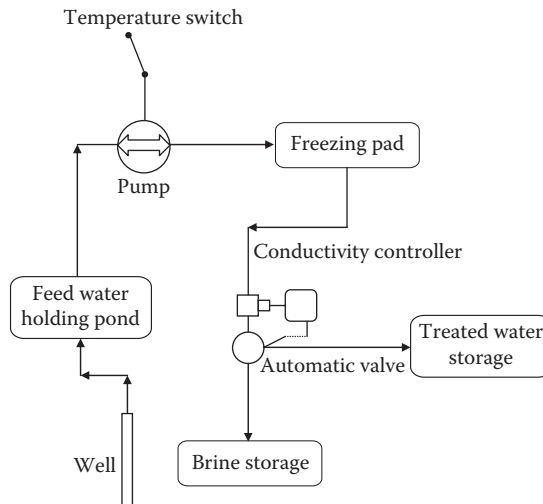 Temperature switch
Pump
Freezing pad
Conductivity controller
Feed water
holding pond
Treated water
storage
Automatic valve
Well
Brine storage